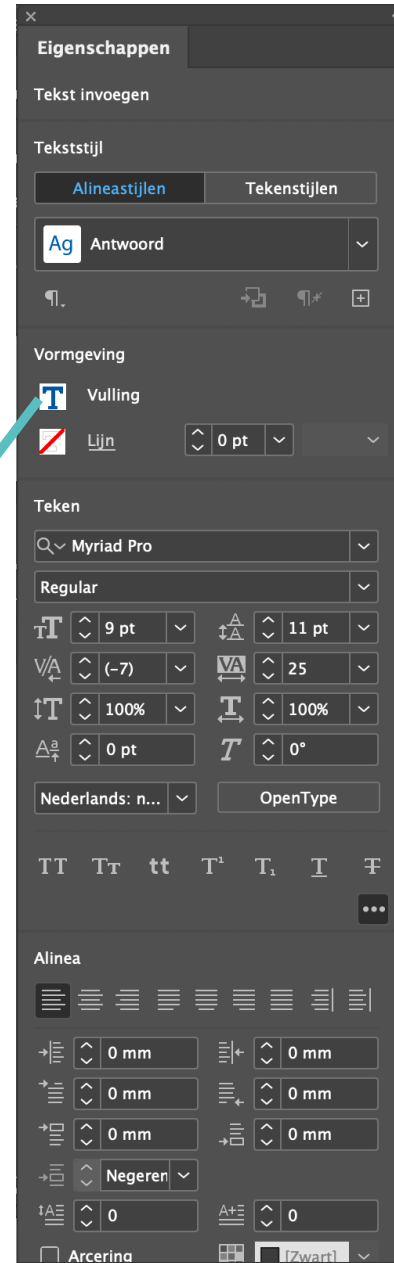 Eigenschappen
Tekst invoegen
Tekststijl
Alineastijlen Tekenstijlen
Ag Antwoord
Vormgeving
T Vulling
Lijn 0 pt
Teken
Myriad Pro
Regular
9 pt 11 pt
(–7) 25
100% 100%
0 pt 0°
Nederlands: n... OpenType
TT Tт tt T¹ T₁ T T
Alinea
0 mm 0 mm
0 mm 0 mm
0 mm 0 mm
Negeren
0 0
Arcering [Zwart]